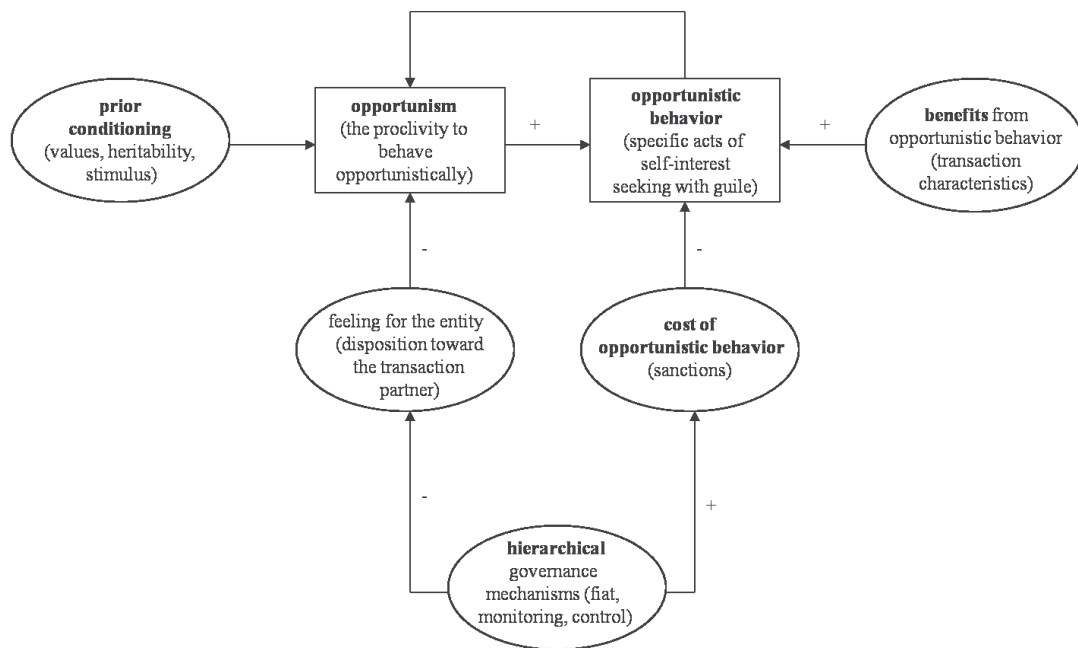 prior
conditioning
(values, heritability,
stimulus)
opportunism
(the proclivity to
behave
opportunistically)
+
opportunistic
behavior
(specific acts of
self-interest
seeking with guile)
+
benefits from
opportunistic behavior
(transaction
characteristics)
-
-
feeling for the entity
(disposition toward
the transaction
partner)
cost of
opportunistic behavior
(sanctions)
-
+
hierarchical
governance
mechanisms (fiat,
monitoring, control)